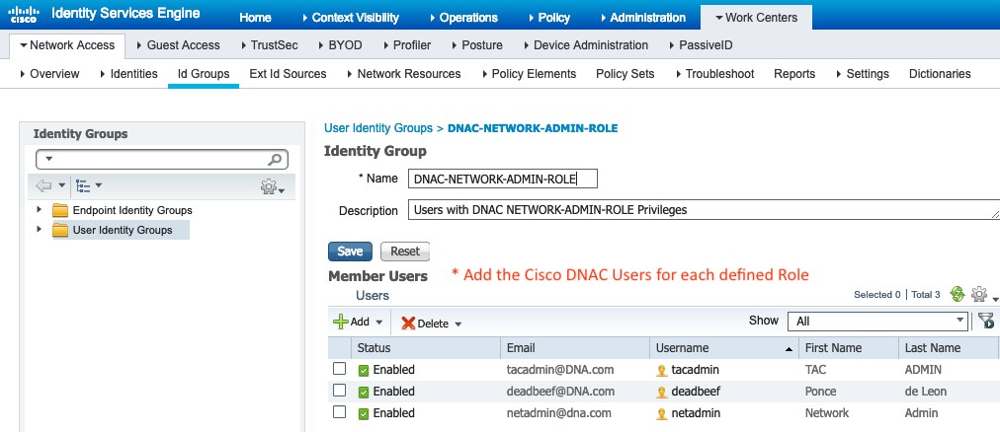 cisco Identity Services Engine Home Context Visibility Operations Policy Administration Work Centers
Network Access Guest Access TrustSec BYOD Profiler Posture Device Administration PassiveID
Overview Identities Id Groups Ext Id Sources Network Resources Policy Elements Policy Sets Troubleshoot Reports Settings Dictionaries
Identity Groups
Endpoint Identity Groups
User Identity Groups
User Identity Groups > DNAC-NETWORK-ADMIN-ROLE
Identity Group
* Name DNAC-NETWORK-ADMIN-ROLE
Description Users with DNAC NETWORK-ADMIN-ROLE Privileges
Save Reset
Member Users * Add the Cisco DNAC Users for each defined Role
Users Selected 0 | Total 3
Add Delete Show All
Status Email Username First Name Last Name
Enabled tacadmin@DNA.com tacadmin TAC ADMIN
Enabled deadbeef@DNA.com deadbeef Ponce de Leon
Enabled netadmin@dna.com netadmin Network Admin